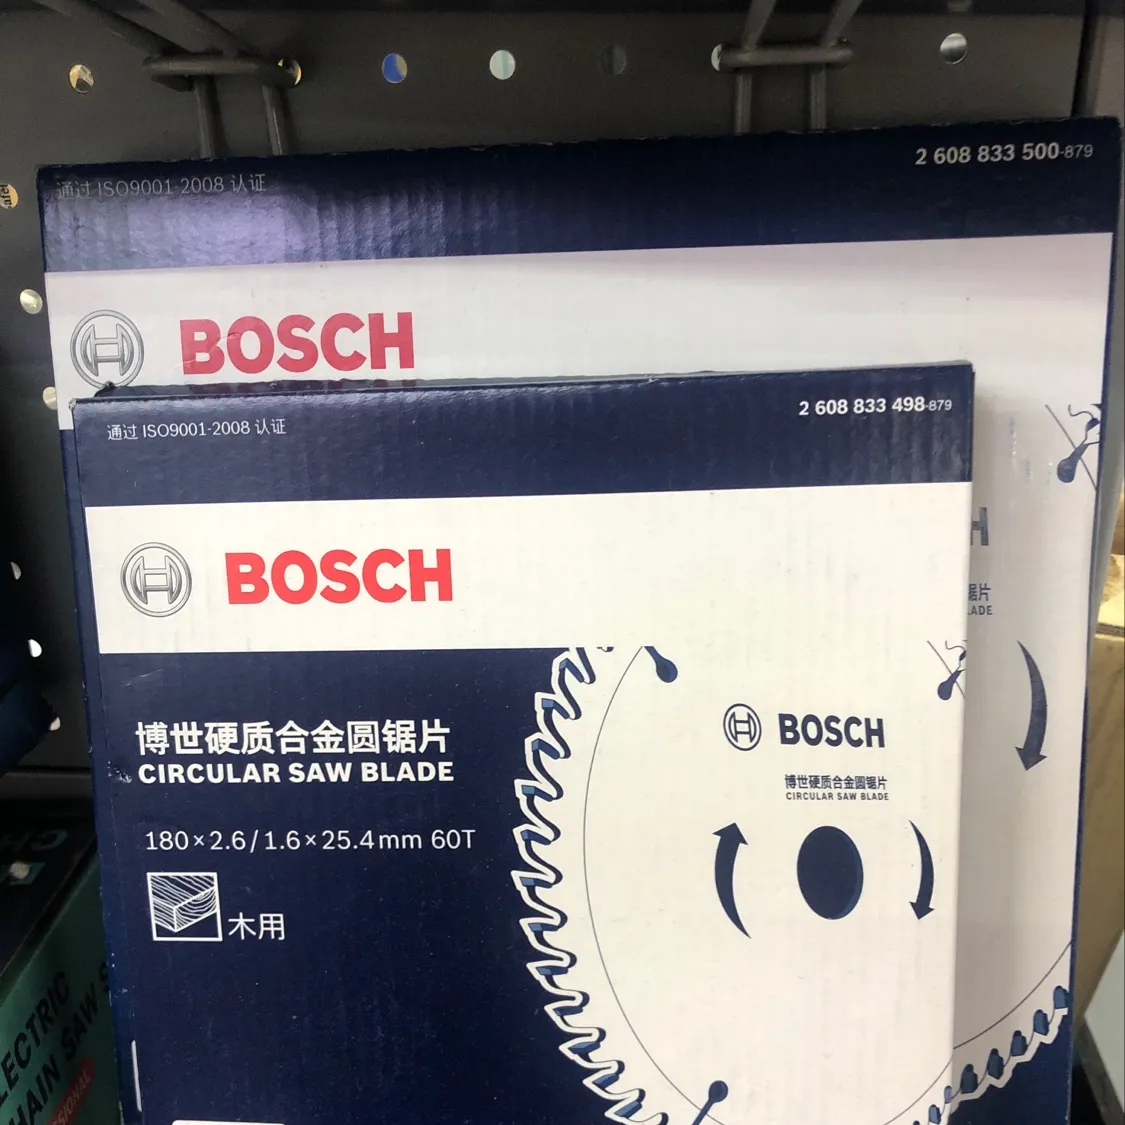 通过 ISO9001-2008 认证
2 608 833 500-879
BOSCH
通过 ISO9001-2008 认证
2 608 833 498-879
BOSCH
博世硬质合金圆锯片
CIRCULAR SAW BLADE
180×2.6/1.6×25.4mm 60T
木用
BOSCH
博世硬质合金圆锯片
CIRCULAR SAW BLADE
H
锯片
LADE
ELECTRIC
CHAIN SAW